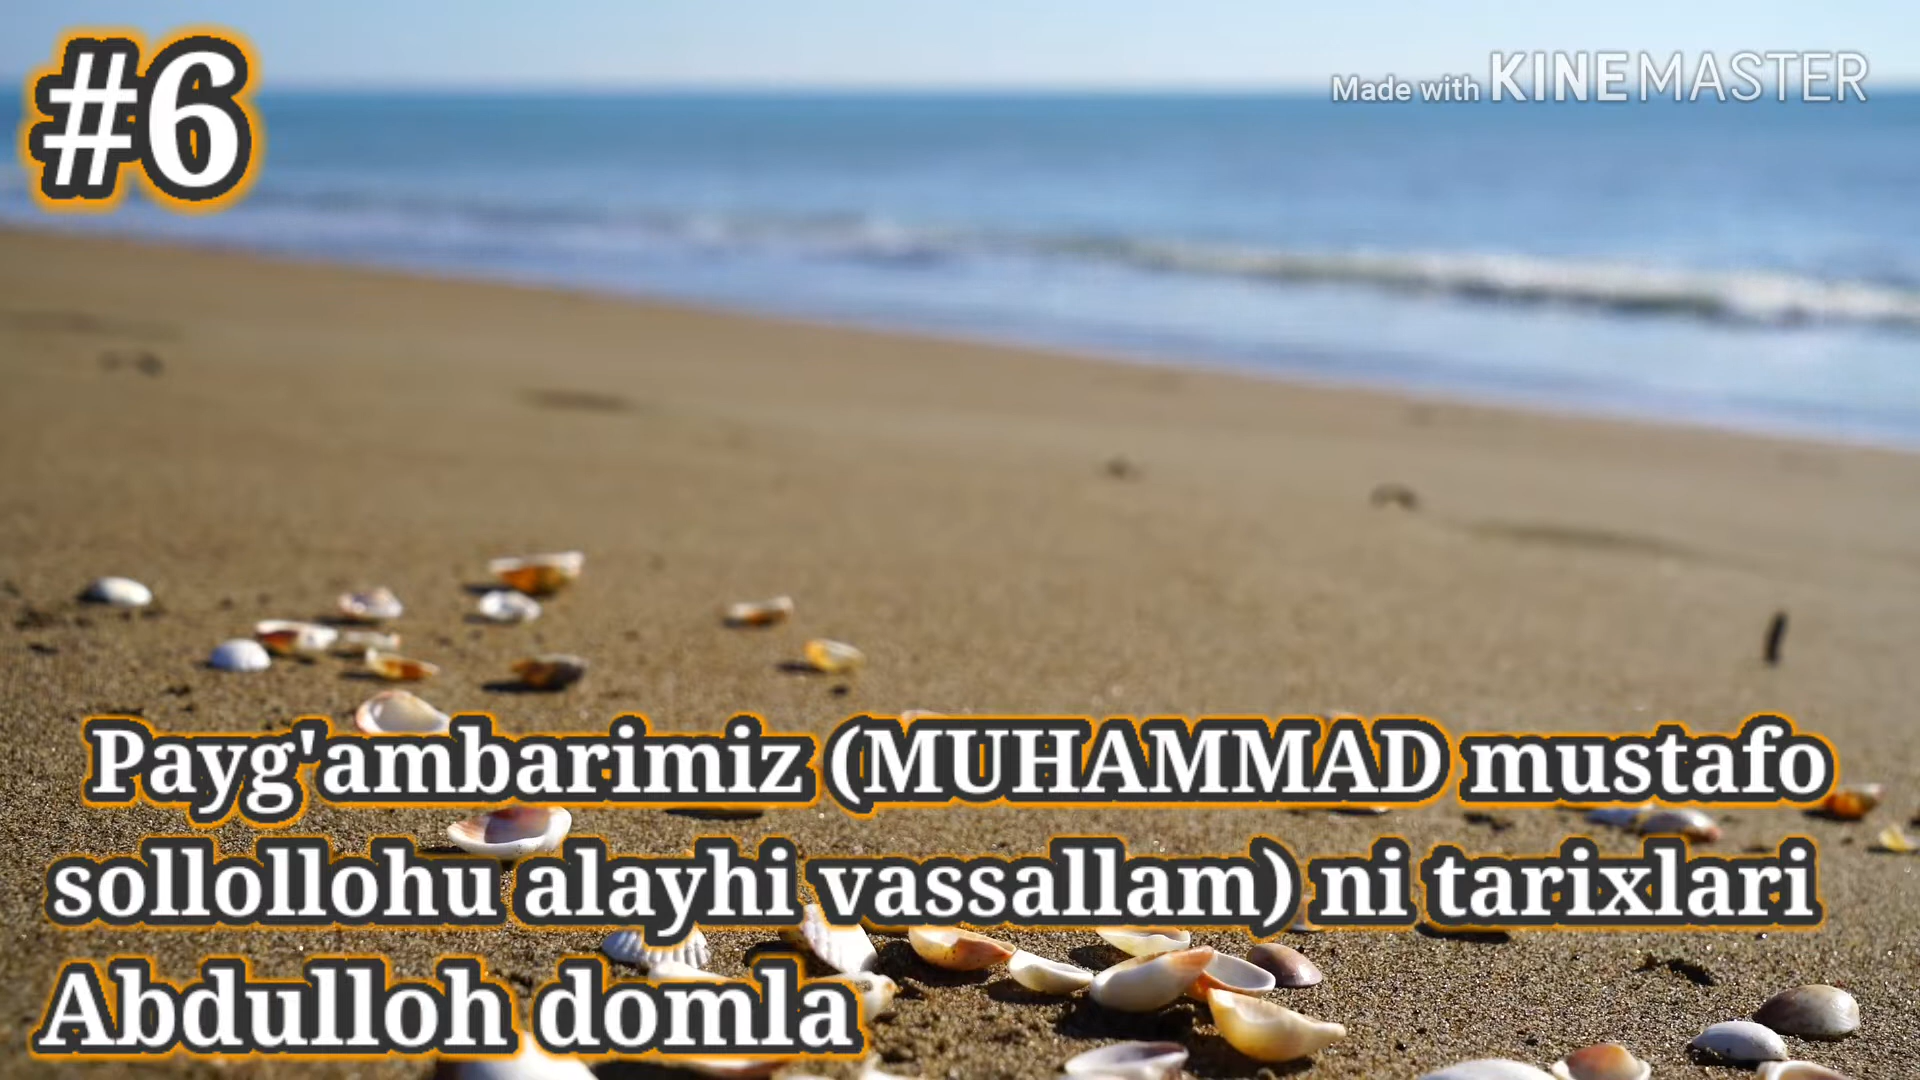 #6
Made with KINEMASTER
Payg'ambarimiz (MUHAMMAD mustafo
sollollohu alayhi vassallam) ni tarixlari
Abdulloh domla